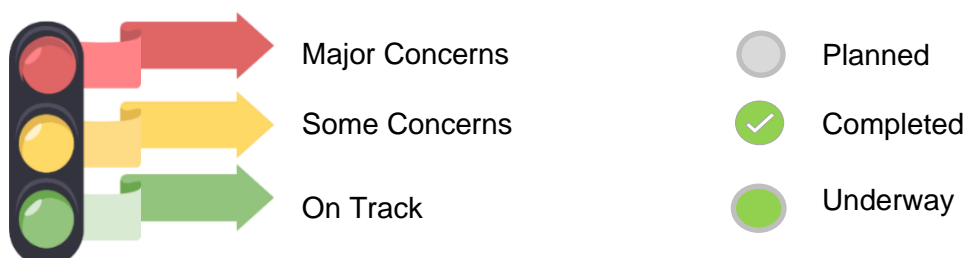 Major Concerns
Planned
Some Concerns
Completed
On Track
Underway